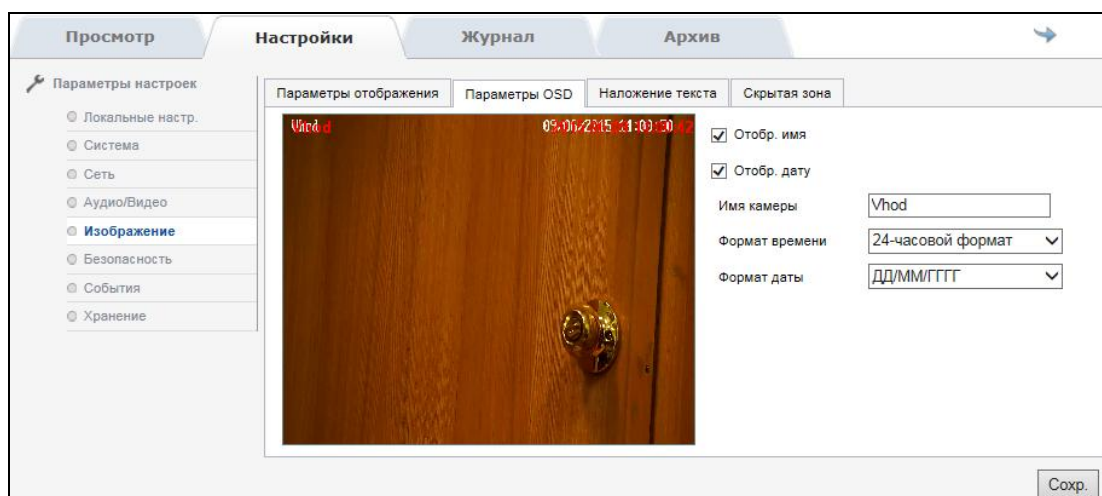 Просмотр Настройки Журнал Архив
Параметры настроек
Локальные настр.
Система
Сеть
Аудио/Видео
Изображение
Безопасность
События
Хранение
Параметры отображения Параметры OSD Наложение текста Скрытая зона
Vhod
Отобр. имя
Отобр. дату
Имя камеры Vhod
Формат времени 24-часовой формат
Формат даты ДД/ММ/ГГГГ
Сохр.